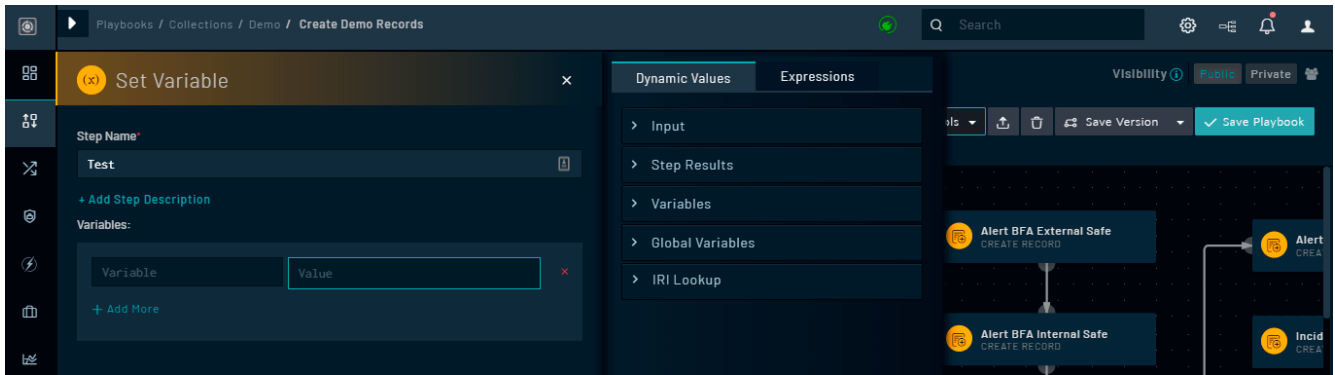 Playbooks / Collections / Demo / Create Demo Records
Search
(x) Set Variable
×
Dynamic Values
Expressions
Visibility
Public
Private
Step Name*
Test
+ Add Step Description
Variables:
Variable
Value
×
+ Add More
> Input
> Step Results
> Variables
> Global Variables
> IRI Lookup
ols
Save Version
Save Playbook
Alert BFA External Safe
CREATE RECORD
Alert BFA Internal Safe
CREATE RECORD
Alert
CREA
Incid
CREA